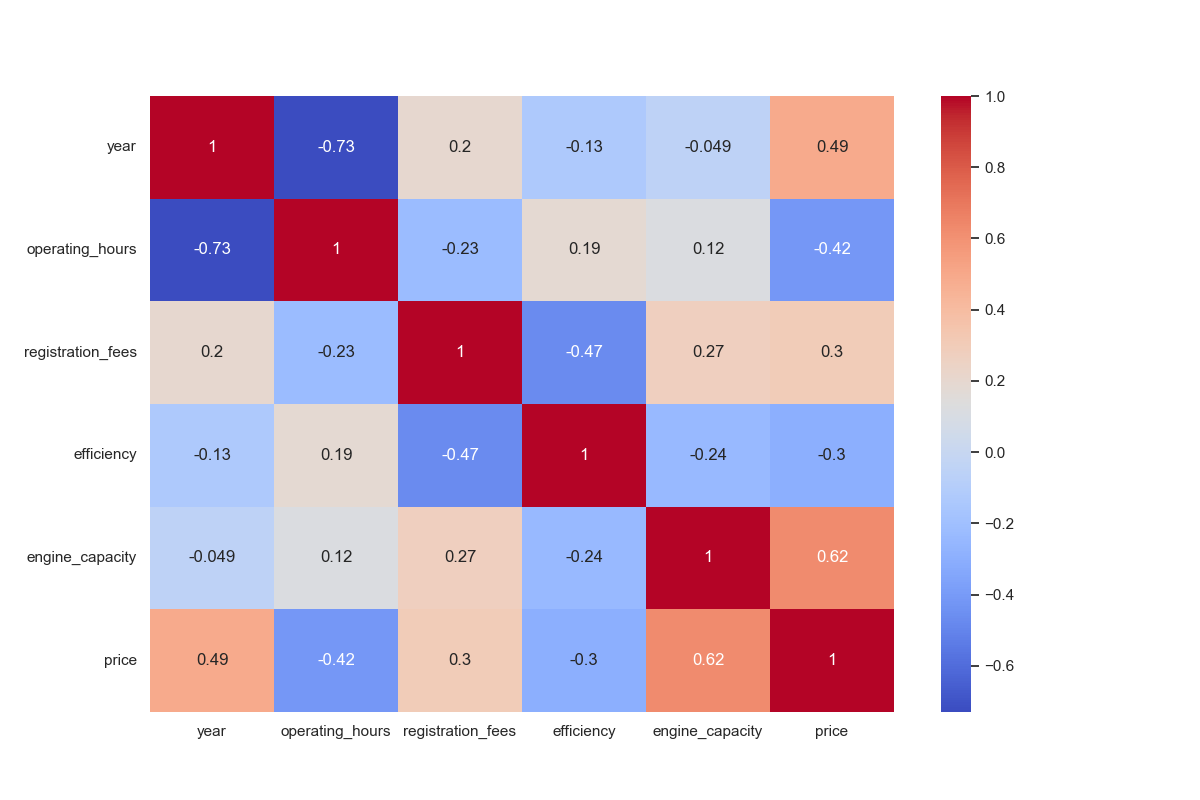 1.0
year 1 -0.73 0.2 -0.13 -0.049 0.49
0.8
operating_hours -0.73 1 -0.23 0.19 0.12 -0.42
0.6
0.4
registration_fees 0.2 -0.23 1 -0.47 0.27 0.3
0.2
efficiency -0.13 0.19 -0.47 1 -0.24 -0.3
0.0
−0.2
engine_capacity -0.049 0.12 0.27 -0.24 1 0.62
−0.4
price 0.49 -0.42 0.3 -0.3 0.62 1
−0.6
year operating_hours registration_fees efficiency engine_capacity price